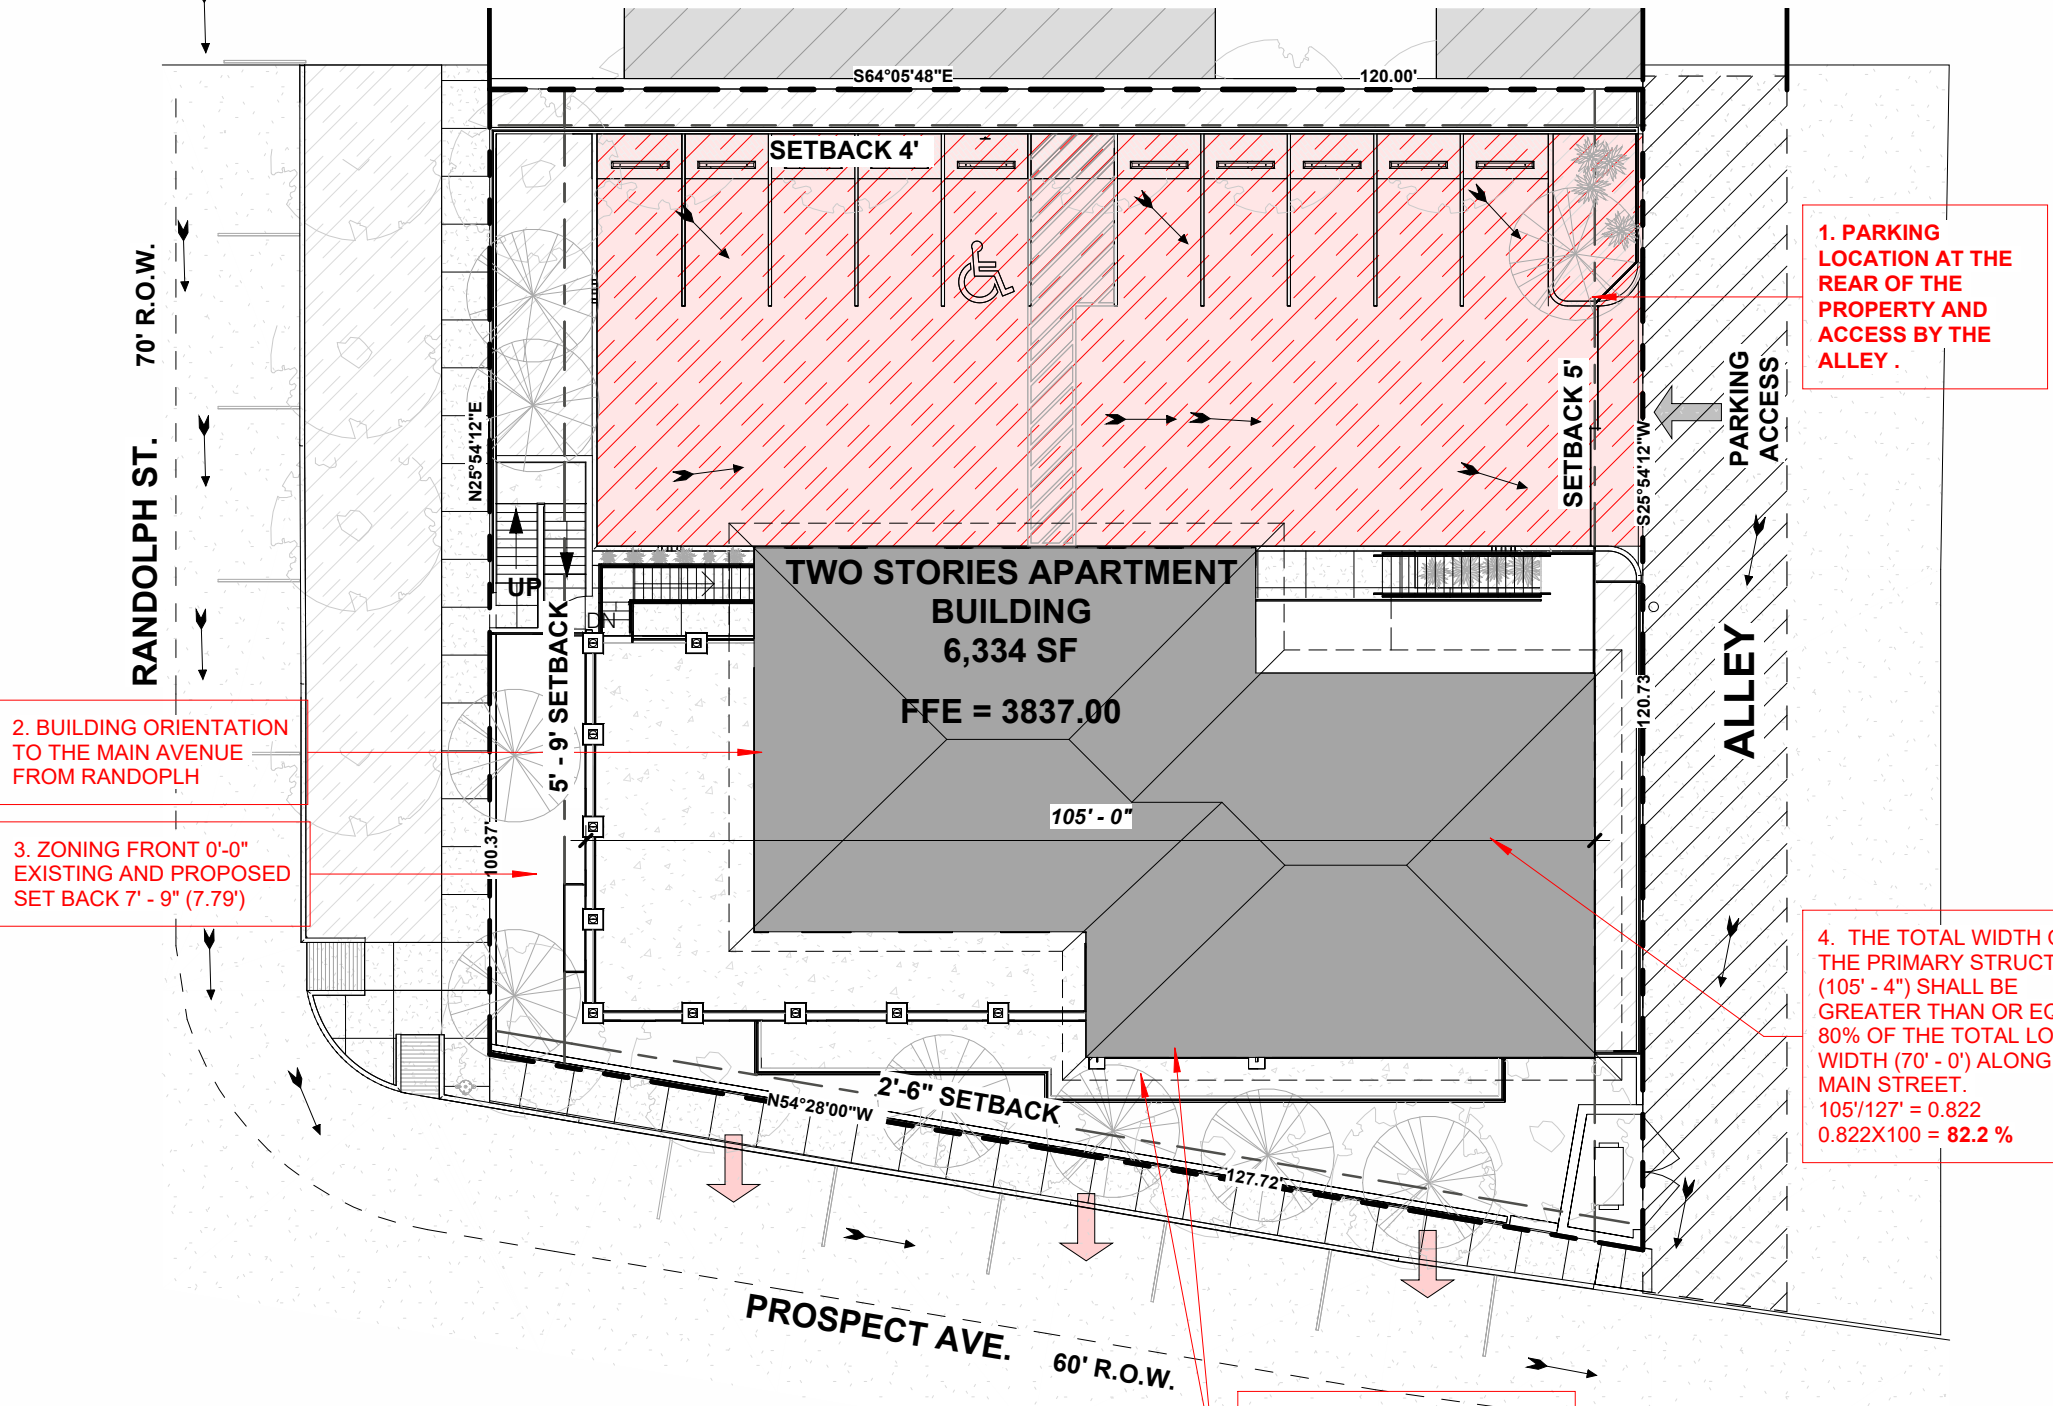 S64°05'48"E
120.00'
SETBACK 4'
70' R.O.W.
RANDOLPH ST.
N25°54'12"E
1. PARKING
LOCATION AT THE
REAR OF THE
PROPERTY AND
ACCESS BY THE
ALLEY .
PARKING
ACCESS
SETBACK 5'
S25°54'12"W
UP
DN
TWO STORIES APARTMENT
BUILDING
6,334 SF
FFE = 3837.00
5' - 9' SETBACK
120.73'
ALLEY
2. BUILDING ORIENTATION
TO THE MAIN AVENUE
FROM RANDOPLH
105' - 0"
100.37'
3. ZONING FRONT 0'-0"
EXISTING AND PROPOSED
SET BACK 7' - 9" (7.79')
4. THE TOTAL WIDTH
THE PRIMARY
(105' - 4") SHALL BE
GREATER THAN OR
80% OF THE TOTAL
WIDTH (70' - 0') ALONG
MAIN STREET.
105'/127' = 0.822
0.822X100 = 82.2 %
2'-6" SETBACK
N54°28'00"W
127.72'
PROSPECT AVE.
60' R.O.W.